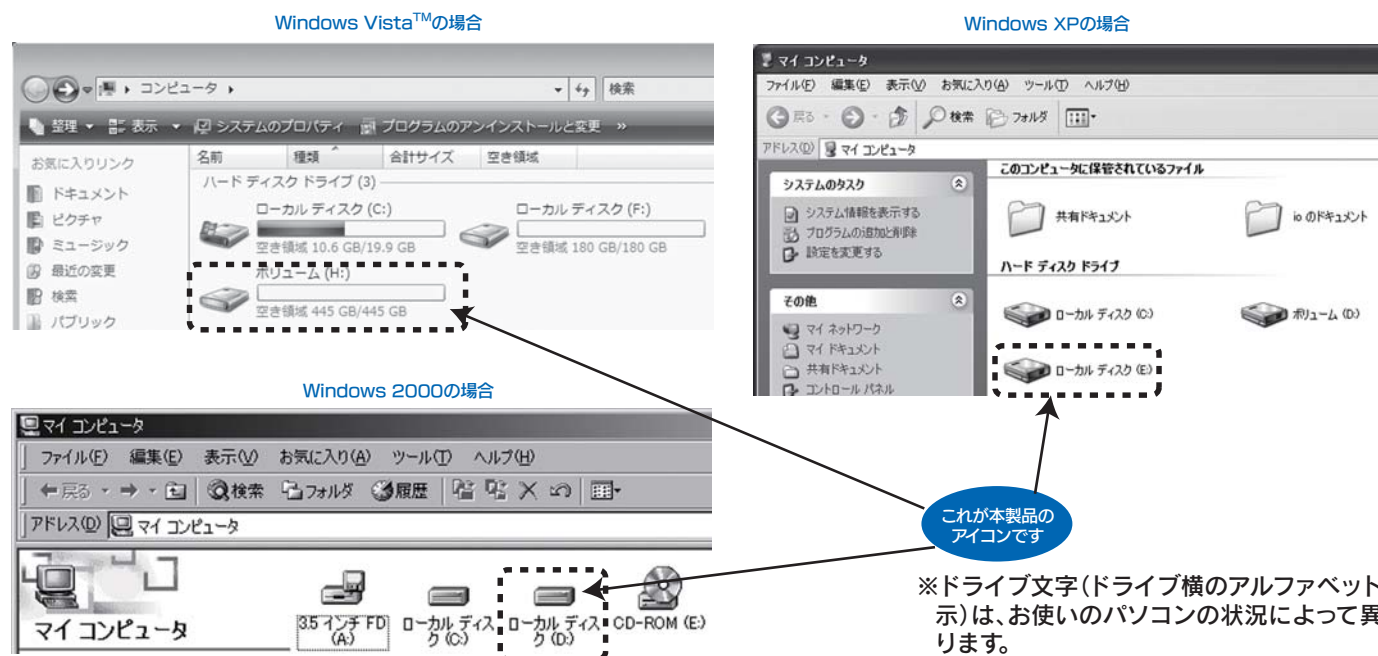 Windows Vista™の場合
コンピュータ
検索
整理 表示 システムのプロパティ プログラムのアンインストールと変更 »
お気に入りリンク
ドキュメント
ピクチャ
ミュージック
最近の変更
検索
パブリック
名前 種類 合計サイズ 空き領域
ハード ディスク ドライブ (3)
ローカル ディスク (C:)
空き領域 10.6 GB/19.9 GB
ローカル ディスク (F:)
空き領域 180 GB/180 GB
ボリューム (H:)
空き領域 445 GB/445 GB
Windows XPの場合
マイ コンピュータ
ファイル(F) 編集(E) 表示(V) お気に入り(A) ツール(T) ヘルプ(H)
戻る 検索 フォルダ
アドレス(D) マイ コンピュータ
システムのタスク
システム情報を表示する
プログラムの追加と削除
設定を変更する
その他
マイ ネットワーク
マイ ドキュメント
共有ドキュメント
コントロール パネル
このコンピュータに保管されているファイル
共有ドキュメント
io のドキュメント
ハード ディスク ドライブ
ローカル ディスク (C:)
ボリューム (D:)
ローカル ディスク (E:)
Windows 2000の場合
マイ コンピュータ
ファイル(F) 編集(E) 表示(V) お気に入り(A) ツール(T) ヘルプ(H)
戻る 検索 フォルダ 履歴
アドレス(D) マイ コンピュータ
マイ コンピュータ
3.5 インチ FD
(A:)
ローカル ディス
ク (C:)
ローカル ディス
ク (D:)
CD-ROM (E:)
これが本製品の
アイコンです
※ドライブ文字(ドライブ横のアルファベット
示)は、お使いのパソコンの状況によって異
ります。